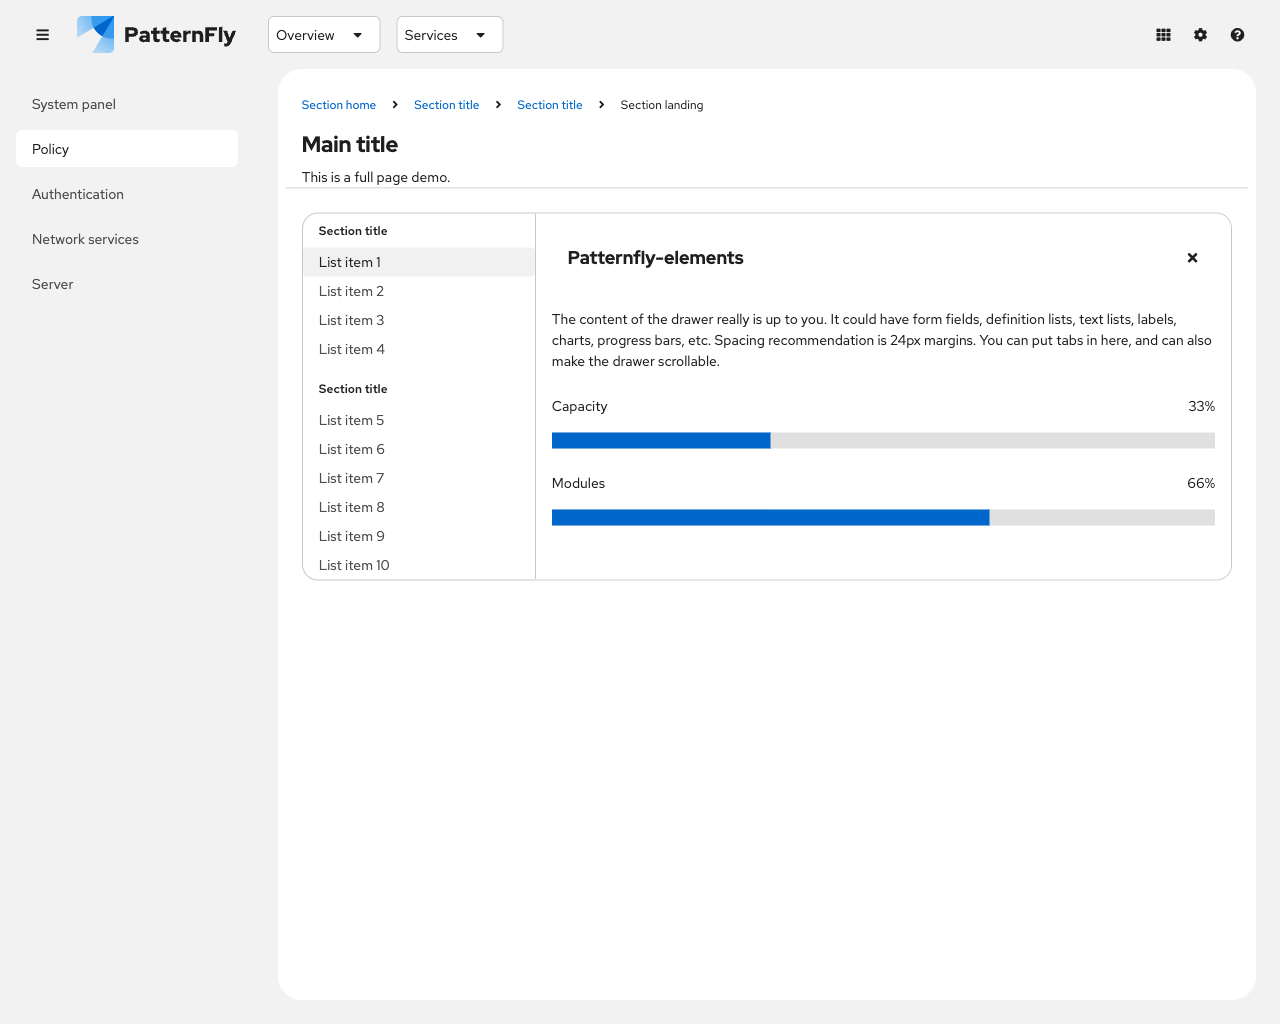 PatternFly
Overview
Services
System panel
Policy
Authentication
Network services
Server
Section home Section title Section title Section landing
Main title
This is a full page demo.
Section title
List item 1
List item 2
List item 3
List item 4
Section title
List item 5
List item 6
List item 7
List item 8
List item 9
List item 10
Patternfly-elements
The content of the drawer really is up to you. It could have form fields, definition lists, text lists, labels,
charts, progress bars, etc. Spacing recommendation is 24px margins. You can put tabs in here, and can also
make the drawer scrollable.
Capacity 33%
Modules 66%